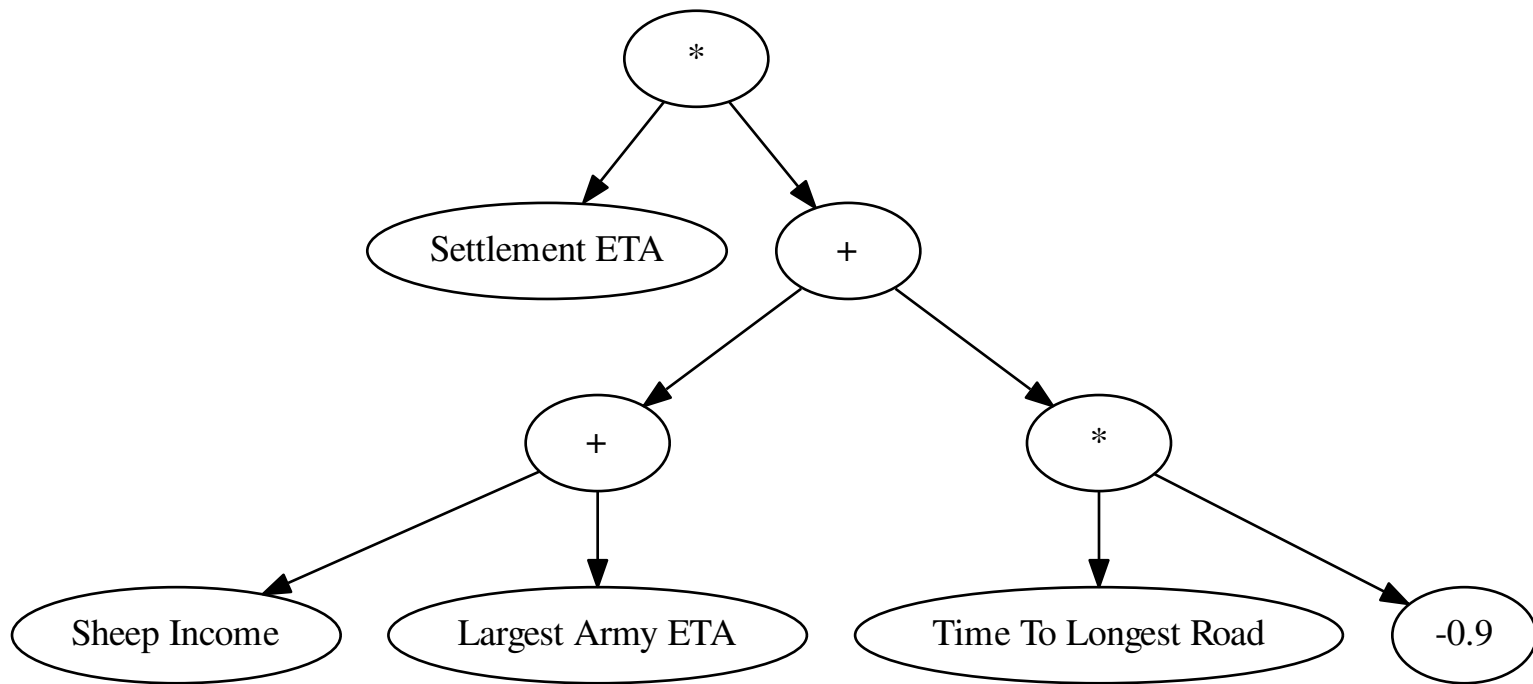 *
Settlement ETA
+
+
*
Sheep Income
Largest Army ETA
Time To Longest Road
-0.9